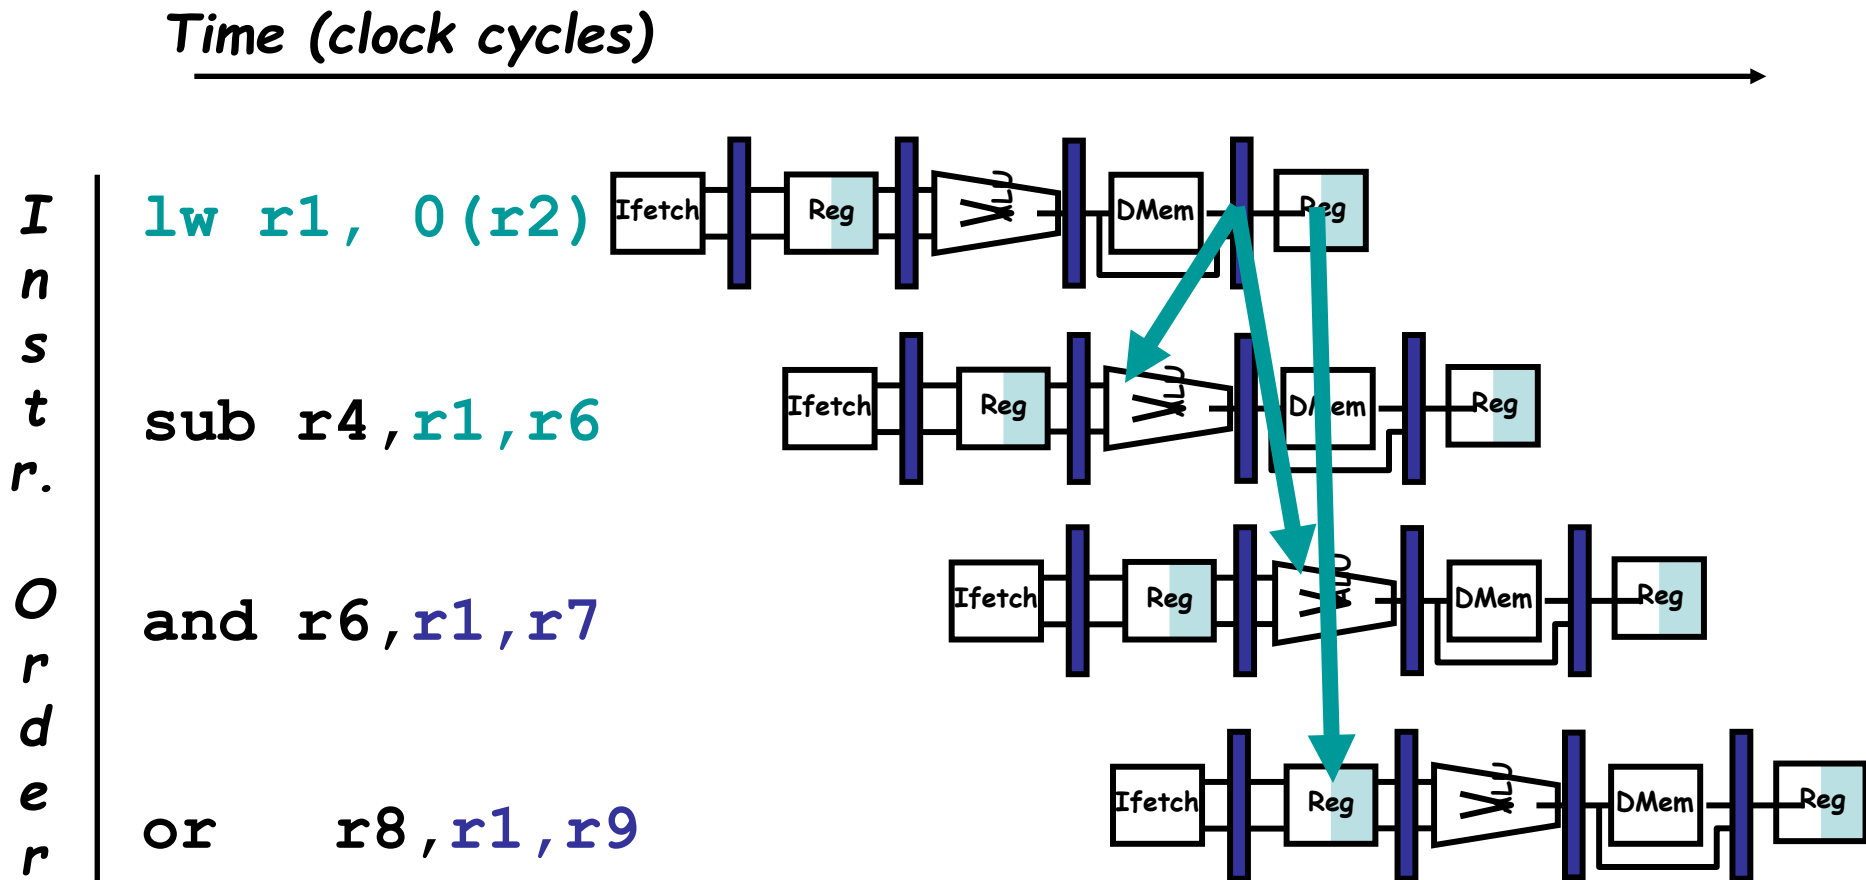 Time (clock cycles)
Instr. Order
lw r1, 0(r2)
Ifetch Reg ALU DMem Reg
sub r4,r1,r6
Ifetch Reg ALU DMem Reg
and r6,r1,r7
Ifetch Reg ALU DMem Reg
or r8,r1,r9
Ifetch Reg ALU DMem Reg